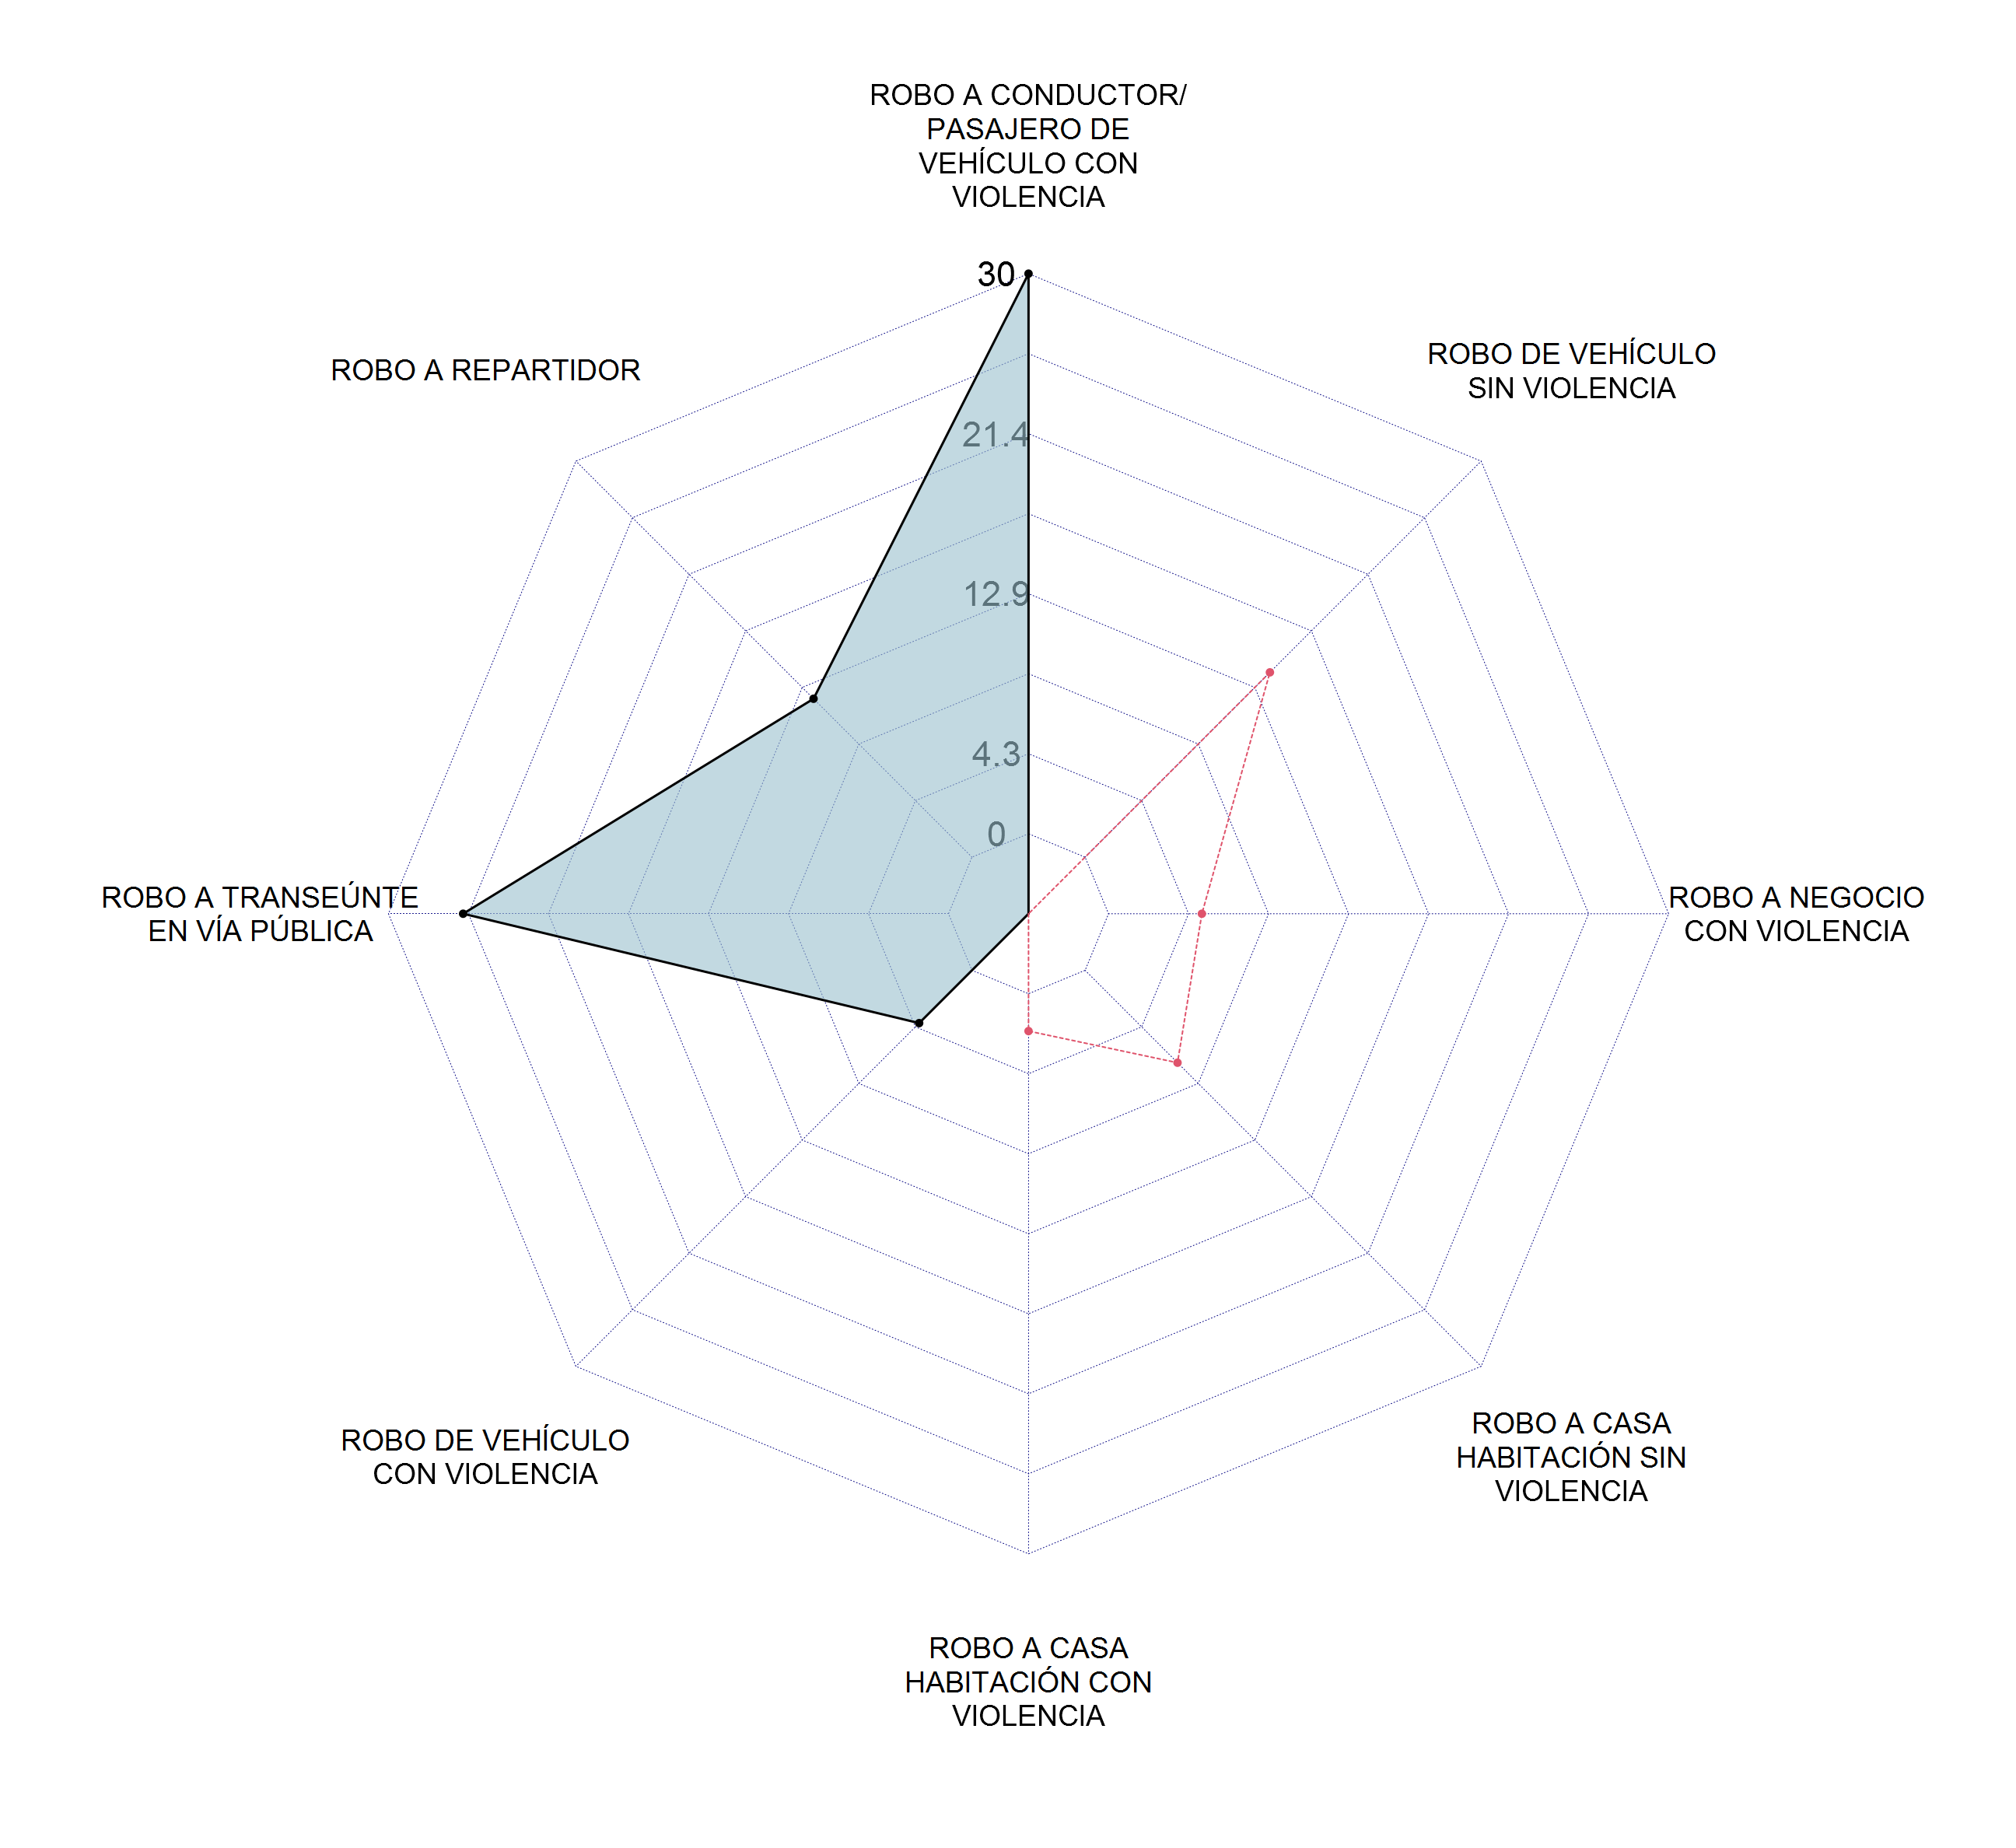 ROBO A CONDUCTOR/
PASAJERO DE
VEHÍCULO CON
VIOLENCIA
30
ROBO DE VEHÍCULO
SIN VIOLENCIA
ROBO A REPARTIDOR
21.4
12.9
4.3
0
ROBO A TRANSEÚNTE
EN VÍA PÚBLICA
ROBO A NEGOCIO
CON VIOLENCIA
ROBO DE VEHÍCULO
CON VIOLENCIA
ROBO A CASA
HABITACIÓN SIN
VIOLENCIA
ROBO A CASA
HABITACIÓN CON
VIOLENCIA